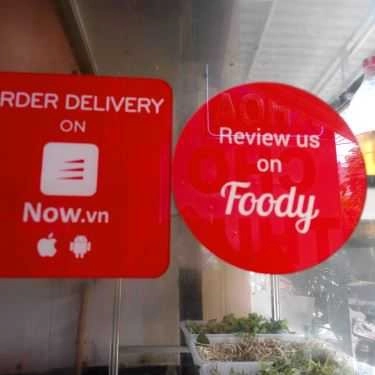 RDER DELIVERY
ON
Now.vn
Review us
on
Foody